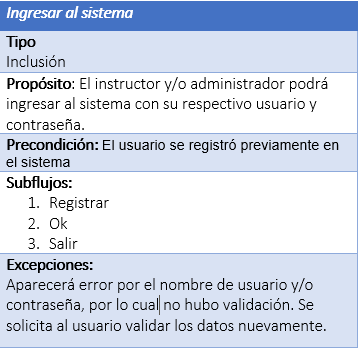 Ingresar al sistema
Tipo
Inclusión
Propósito: El instructor y/o administrador podrá
ingresar al sistema con su respectivo usuario y
contraseña.
Precondición: El usuario se registró previamente en
el sistema
Subflujos:
1. Registrar
2. Ok
3. Salir
Excepciones:
Aparecerá error por el nombre de usuario y/o
contraseña, por lo cual no hubo validación. Se
solicita al usuario validar los datos nuevamente.